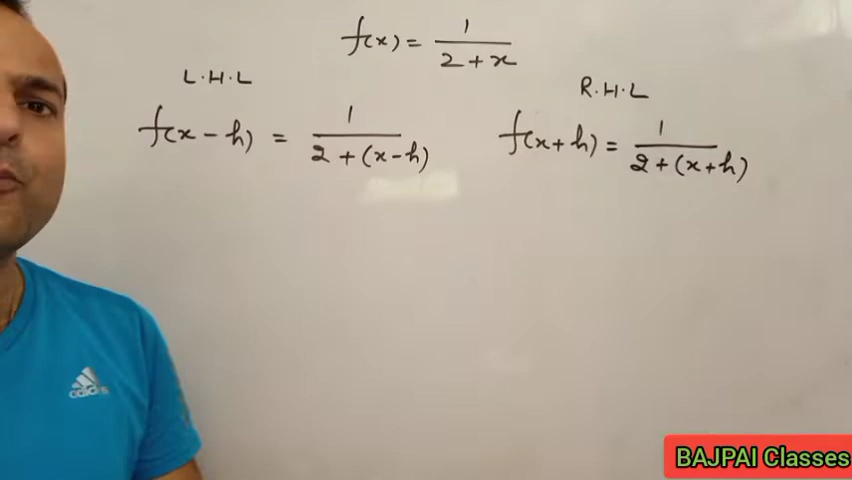 f(x) = 1/(2 + x)
L.H.L
f(x - h) = 1/(2 + (x - h))
R.H.L
f(x + h) = 1/(2 + (x + h))
adidas
BAJPAI Classes